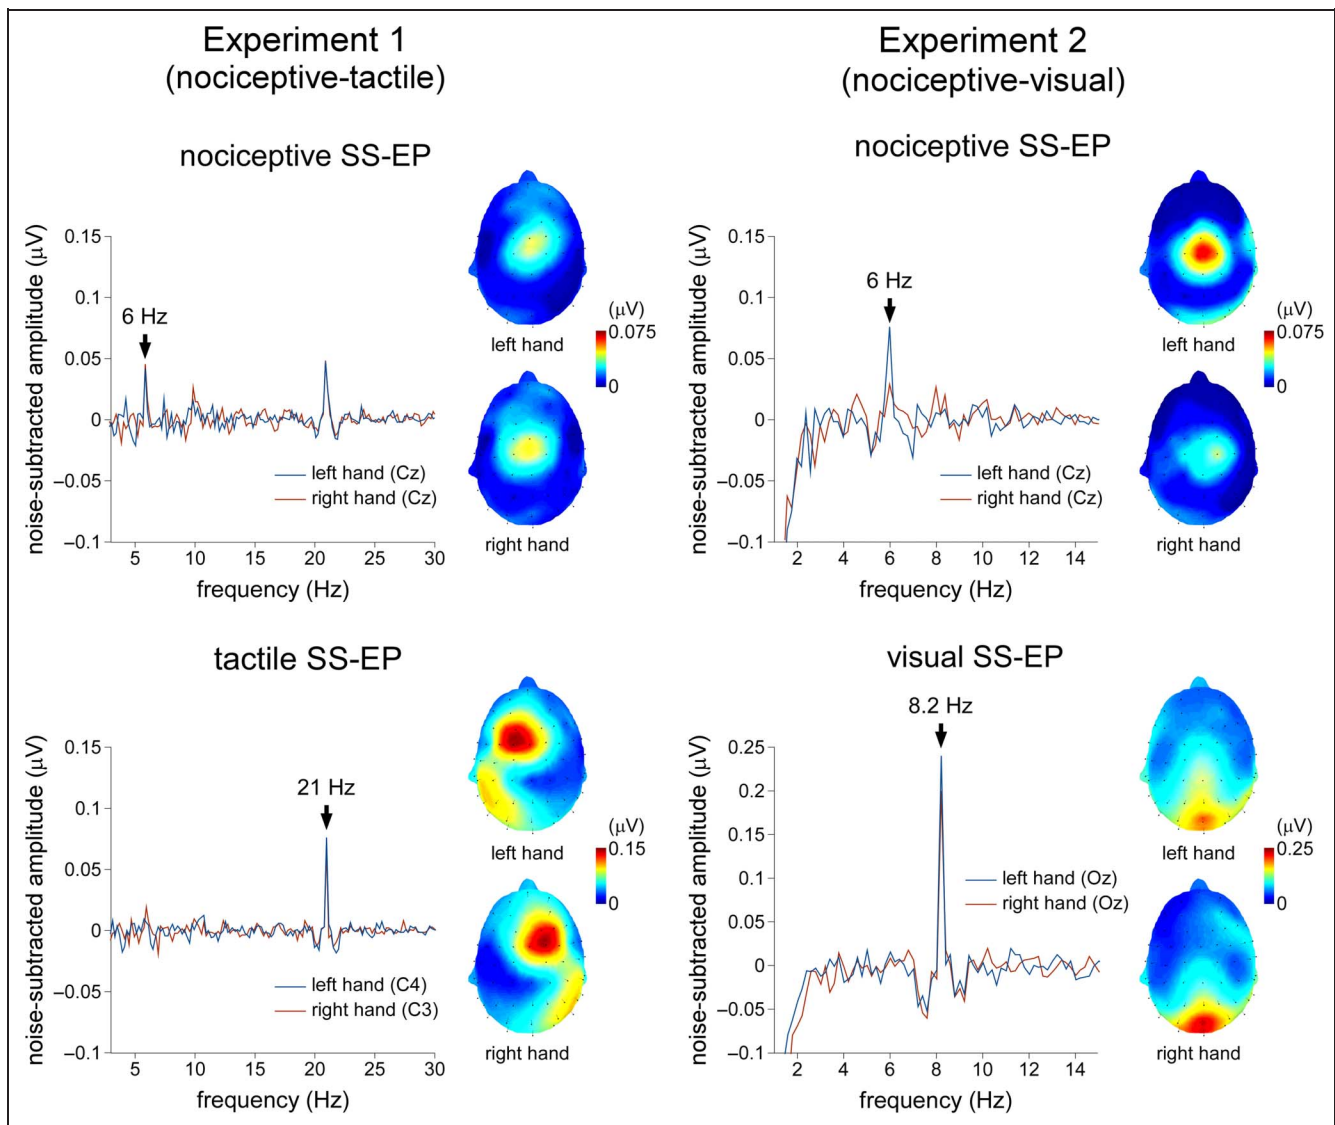 Experiment 1
(nociceptive-tactile)
nociceptive SS-EP
noise-subtracted amplitude (µV)
0.15
0.1
0.05
0
−0.05
−0.1
6 Hz
left hand (Cz)
right hand (Cz)
5 10 15 20 25 30
frequency (Hz)
left hand
(µV)
0.075
0
right hand
tactile SS-EP
noise-subtracted amplitude (µV)
0.15
0.1
0.05
0
−0.05
−0.1
21 Hz
left hand (C4)
right hand (C3)
5 10 15 20 25 30
frequency (Hz)
left hand
(µV)
0.15
0
right hand
Experiment 2
(nociceptive-visual)
nociceptive SS-EP
noise-subtracted amplitude (µV)
0.15
0.1
0.05
0
−0.05
−0.1
6 Hz
left hand (Cz)
right hand (Cz)
2 4 6 8 10 12 14
frequency (Hz)
left hand
(µV)
0.075
0
right hand
visual SS-EP
noise-subtracted amplitude (µV)
0.25
0.2
0.15
0.1
0.05
0
−0.05
−0.1
8.2 Hz
left hand (Oz)
right hand (Oz)
2 4 6 8 10 12 14
frequency (Hz)
left hand
(µV)
0.25
0
right hand